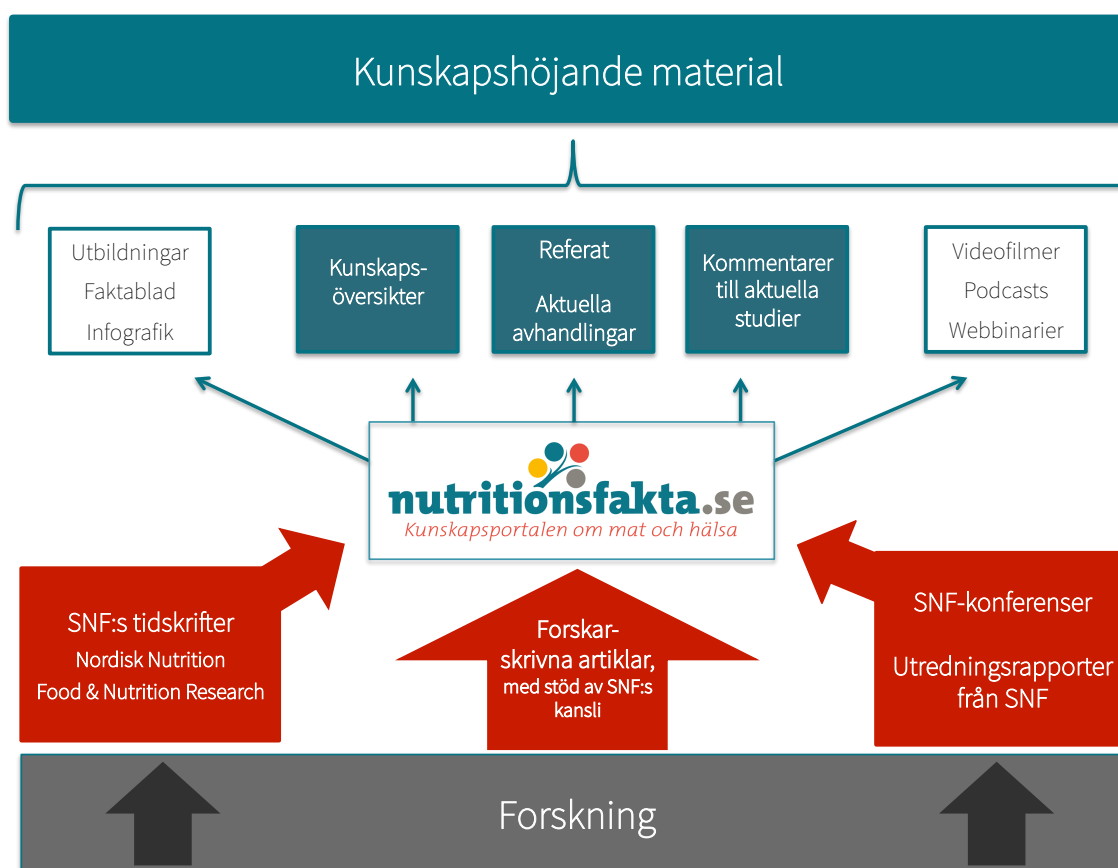 Kunskapshöjande material
Utbildningar
Faktablad
Infografik
Kunskaps-
översikter
Referat
Aktuella
avhandlingar
Kommentarer
till aktuella
studier
Videofilmer
Podcasts
Webbinarier
nutritionsfakta.se
Kunskapsportalen om mat och hälsa
SNF:s tidskrifter
Nordisk Nutrition
Food & Nutrition Research
Forskar-
skrivna artiklar,
med stöd av SNF:s
kansli
SNF-konferenser
Utredningsrapporter
från SNF
Forskning